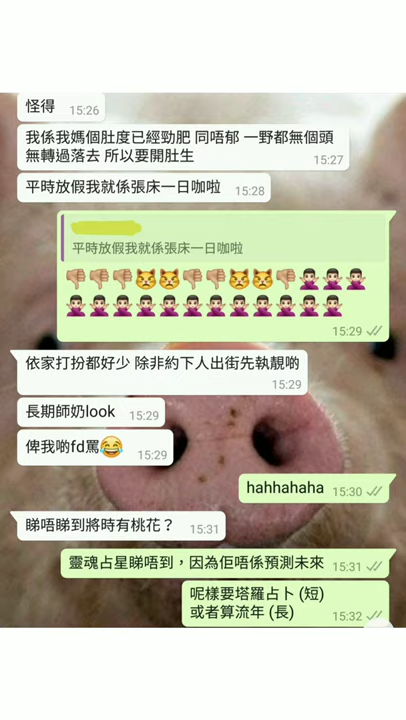 怪得 15:26
我係我媽個肚度已經勁肥 同唔郁 一野都無個頭
無轉過落去 所以要開肚生 15:27
平時放假我就係張床一日咖啦 15:28
平時放假我就係張床一日咖啦
👎🏼👎🏼👎🏼😾😾👎🏼👎🏼😾😾👎🏼🙅🏻‍♂️🙅🏻‍♂️🙅🏻‍♂️
🙅🏻‍♂️🙅🏻‍♂️🙅🏻‍♂️🙅🏻‍♂️🙅🏻‍♂️🙅🏻‍♂️🙅🏻‍♂️🙅🏻‍♂️🙅🏻‍♂️🙅🏻‍♂️🙅🏻‍♂️🙅🏻‍♂️
15:29
依家打扮都好少 除非約下人出街先執靚啲
15:29
長期師奶look 15:29
俾我啲fd罵😂 15:29
hahhahaha 15:30
睇唔睇到將時有桃花？ 15:31
靈魂占星睇唔到，因為佢唔係預測未來 15:31
呢樣要塔羅占卜 (短)
或者算流年 (長) 15:32